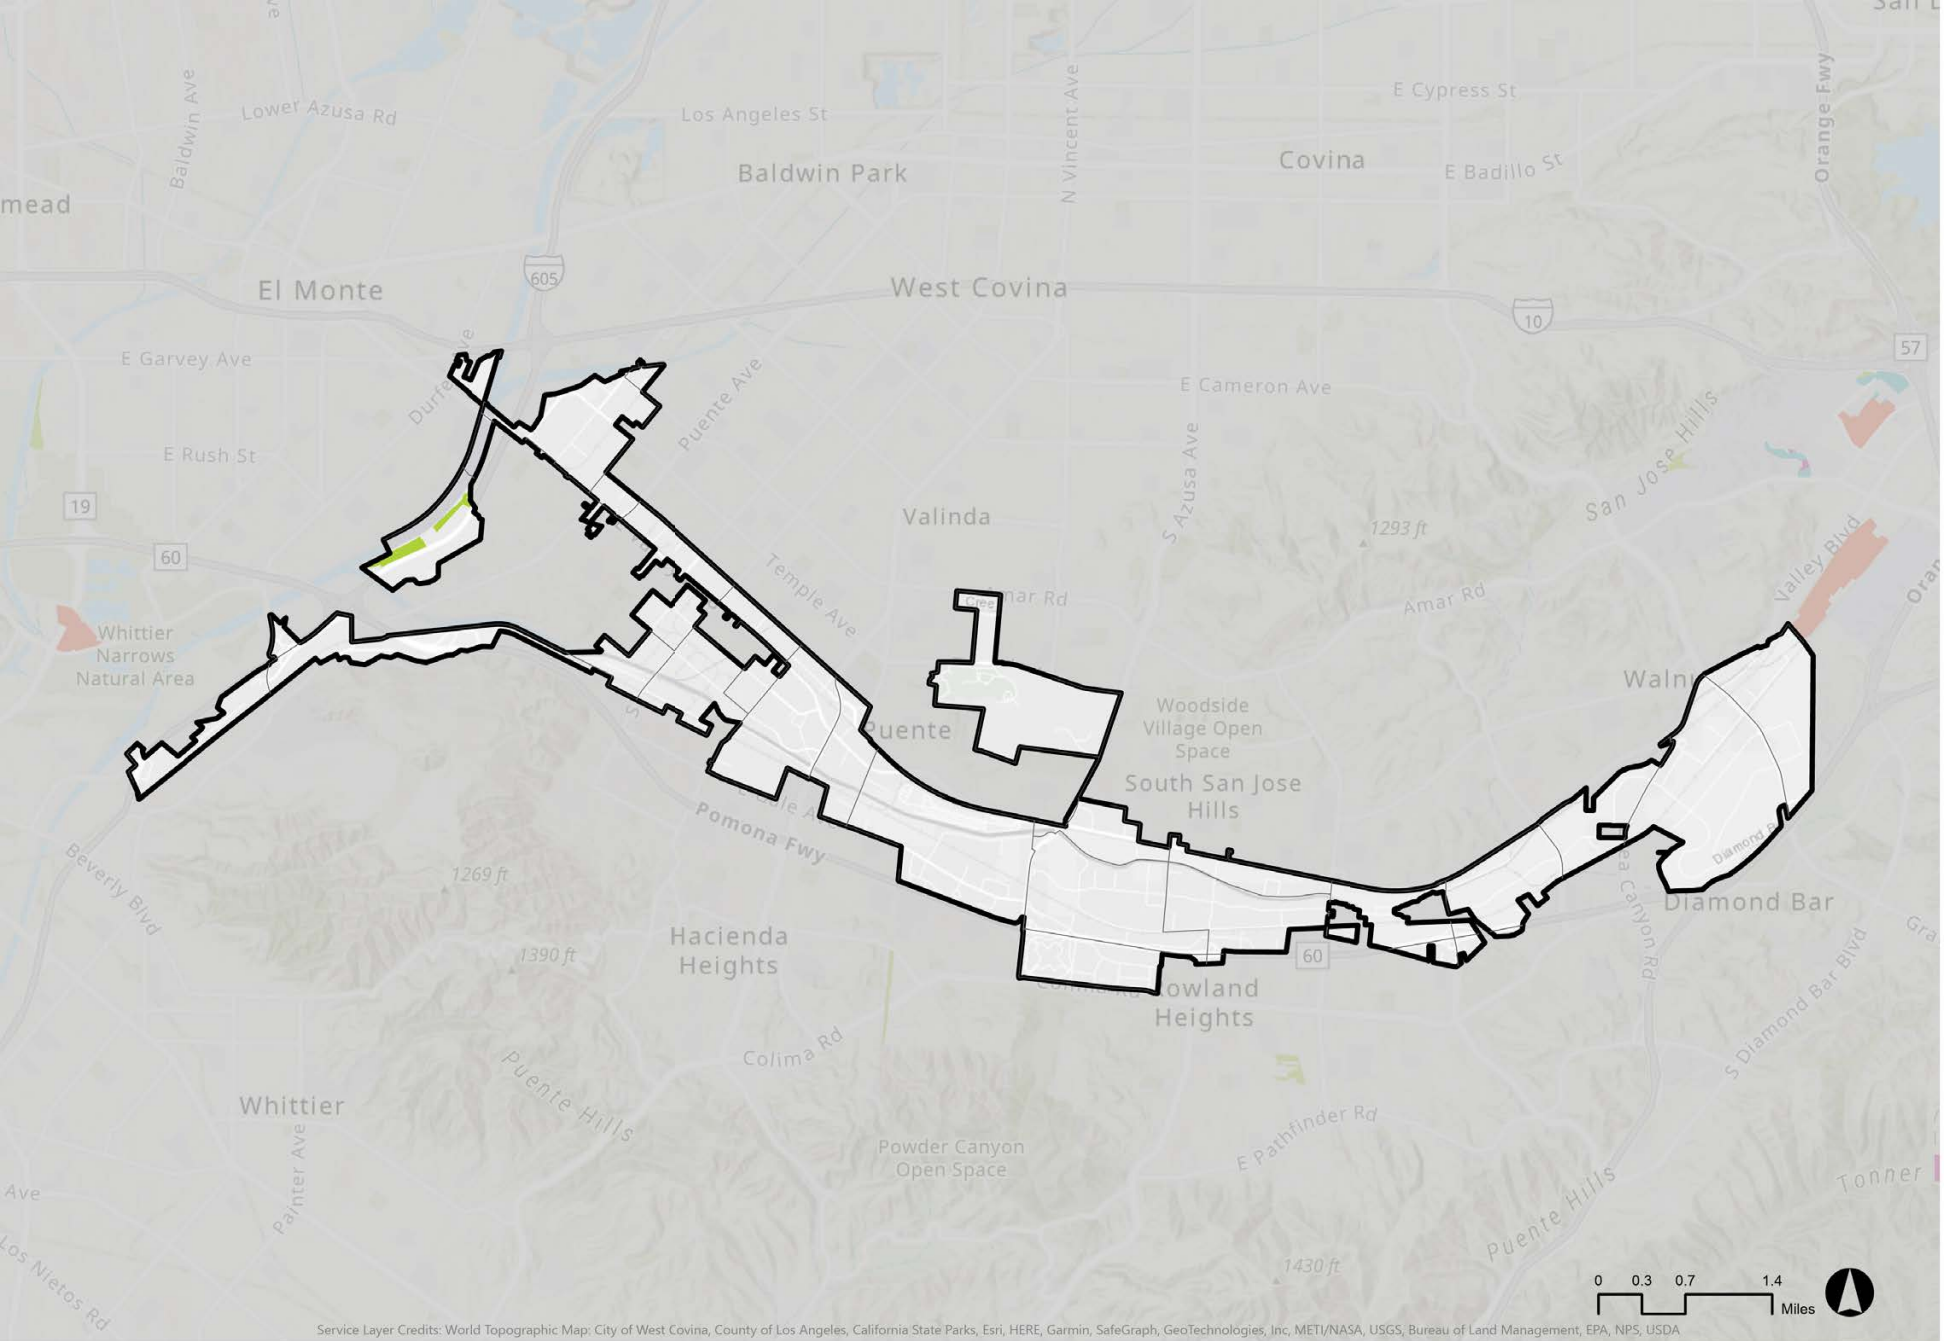 San
Lower Azusa Rd
Baldwin Ave
Los Angeles St
N Vincent Ave
E Cypress St
Orange Fwy
Baldwin Park
Covina
E Badillo St
mead
El Monte
605
West Covina
10
57
E Garvey Ave
Puente Ave
E Cameron Ave
E Rush St
San Jose Hills
19
Valinda
S Azusa Ave
1293 ft
60
Temple Ave
Amar Rd
Valley Blvd
Whittier
Narrows
Natural Area
Walnu
Puente
Woodside
Village Open
Space
South San Jose
Hills
Pomona Fwy
Diamond B
Beverly Blvd
1269 ft
Diamond Bar
Hacienda
Heights
1390 ft
60
Gra
Rowland
Heights
Colima Rd
S Diamond Bar Blvd
Puente Hills
Whittier
Painter Ave
E Pathfinder Rd
Powder Canyon
Open Space
Puente Hills
Tonner
Ave
Los Nietos Rd
1430 ft
0 0.3 0.7 1.4
Miles
Service Layer Credits: World Topographic Map: City of West Covina, County of Los Angeles, California State Parks, Esri, HERE, Garmin, SafeGraph, GeoTechnologies, Inc, METI/NASA, USGS, Bureau of Land Management, EPA, NPS, USDA